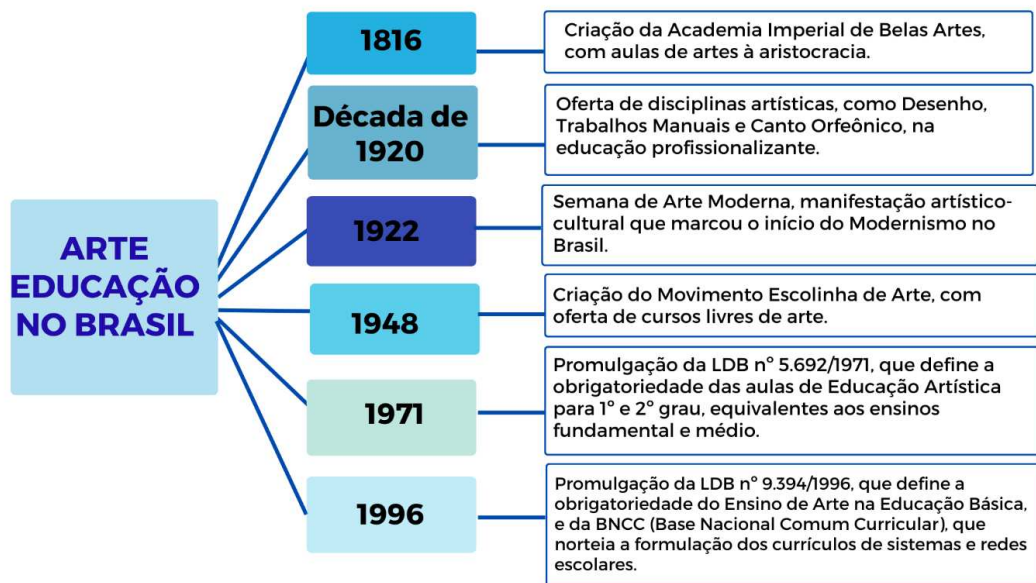 ARTE
EDUCAÇÃO
NO BRASIL
1816
Criação da Academia Imperial de Belas Artes,
com aulas de artes à aristocracia.
Década de
1920
Oferta de disciplinas artísticas, como Desenho,
Trabalhos Manuais e Canto Orfeônico, na
educação profissionalizante.
1922
Semana de Arte Moderna, manifestação artístico-
cultural que marcou o início do Modernismo no
Brasil.
1948
Criação do Movimento Escolinha de Arte, com
oferta de cursos livres de arte.
1971
Promulgação da LDB nº 5.692/1971, que define a
obrigatoriedade das aulas de Educação Artística
para 1º e 2º grau, equivalentes aos ensinos
fundamental e médio.
1996
Promulgação da LDB nº 9.394/1996, que define a
obrigatoriedade do Ensino de Arte na Educação Básica,
e da BNCC (Base Nacional Comum Curricular), que
norteia a formulação dos currículos de sistemas e redes
escolares.